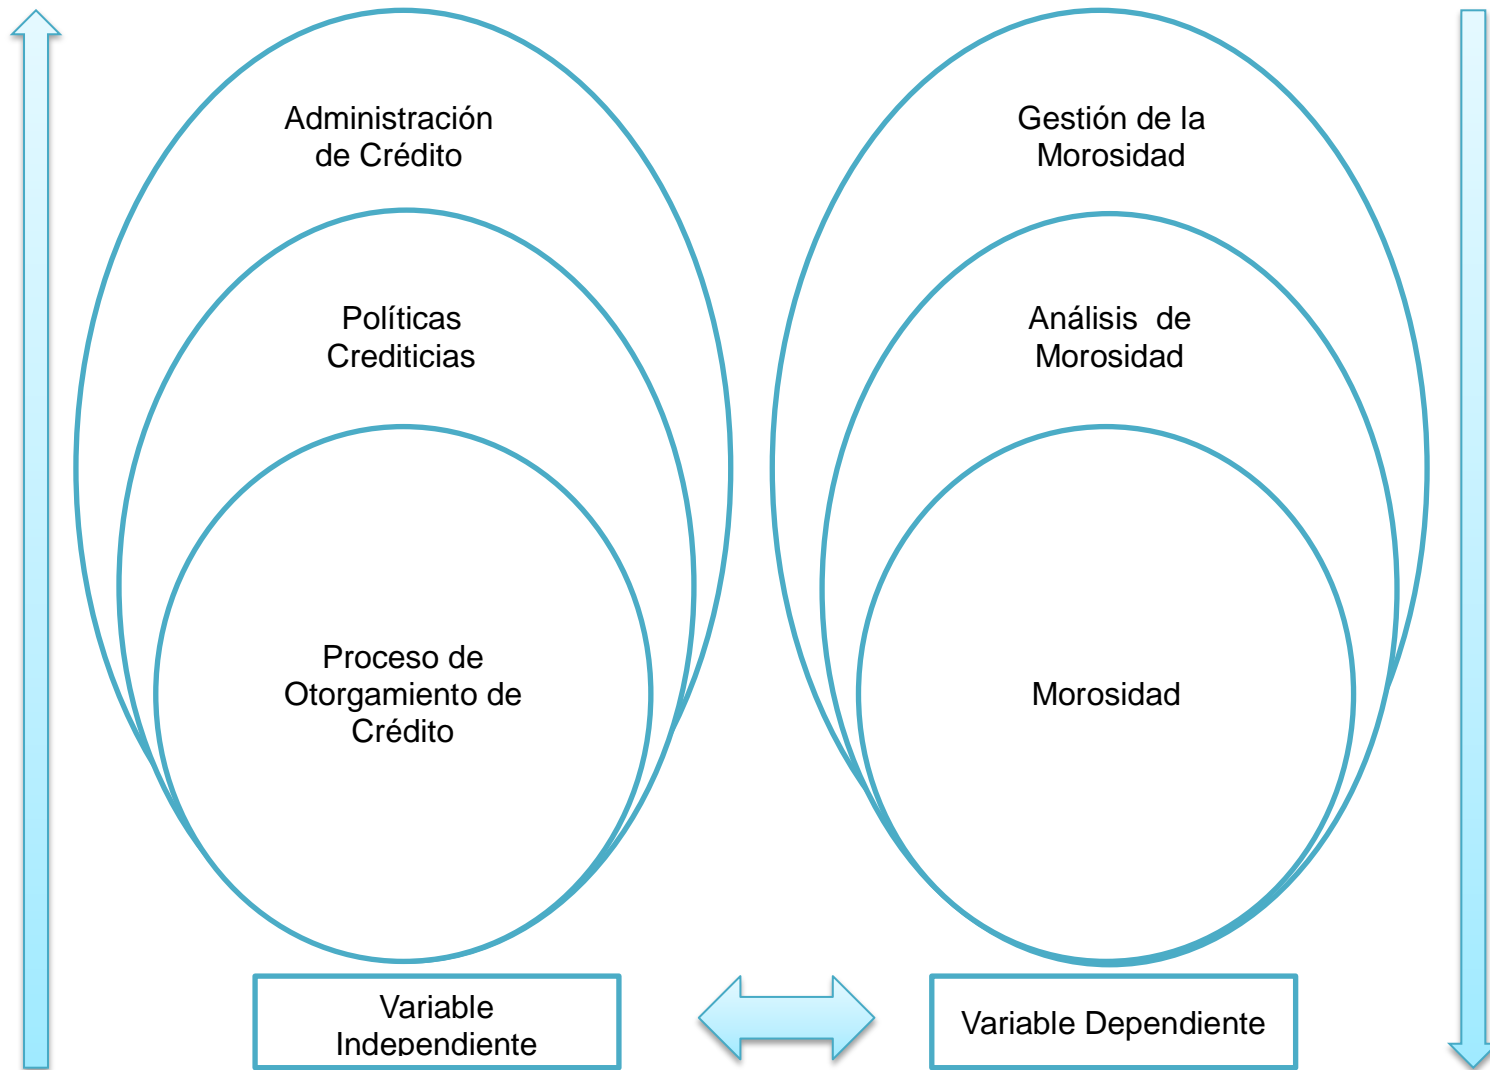 Administración
de Crédito
Gestión de la
Morosidad
Políticas
Crediticias
Análisis  de
Morosidad
Proceso de
Otorgamiento de
Crédito
Morosidad
Variable
Independiente
Variable Dependiente